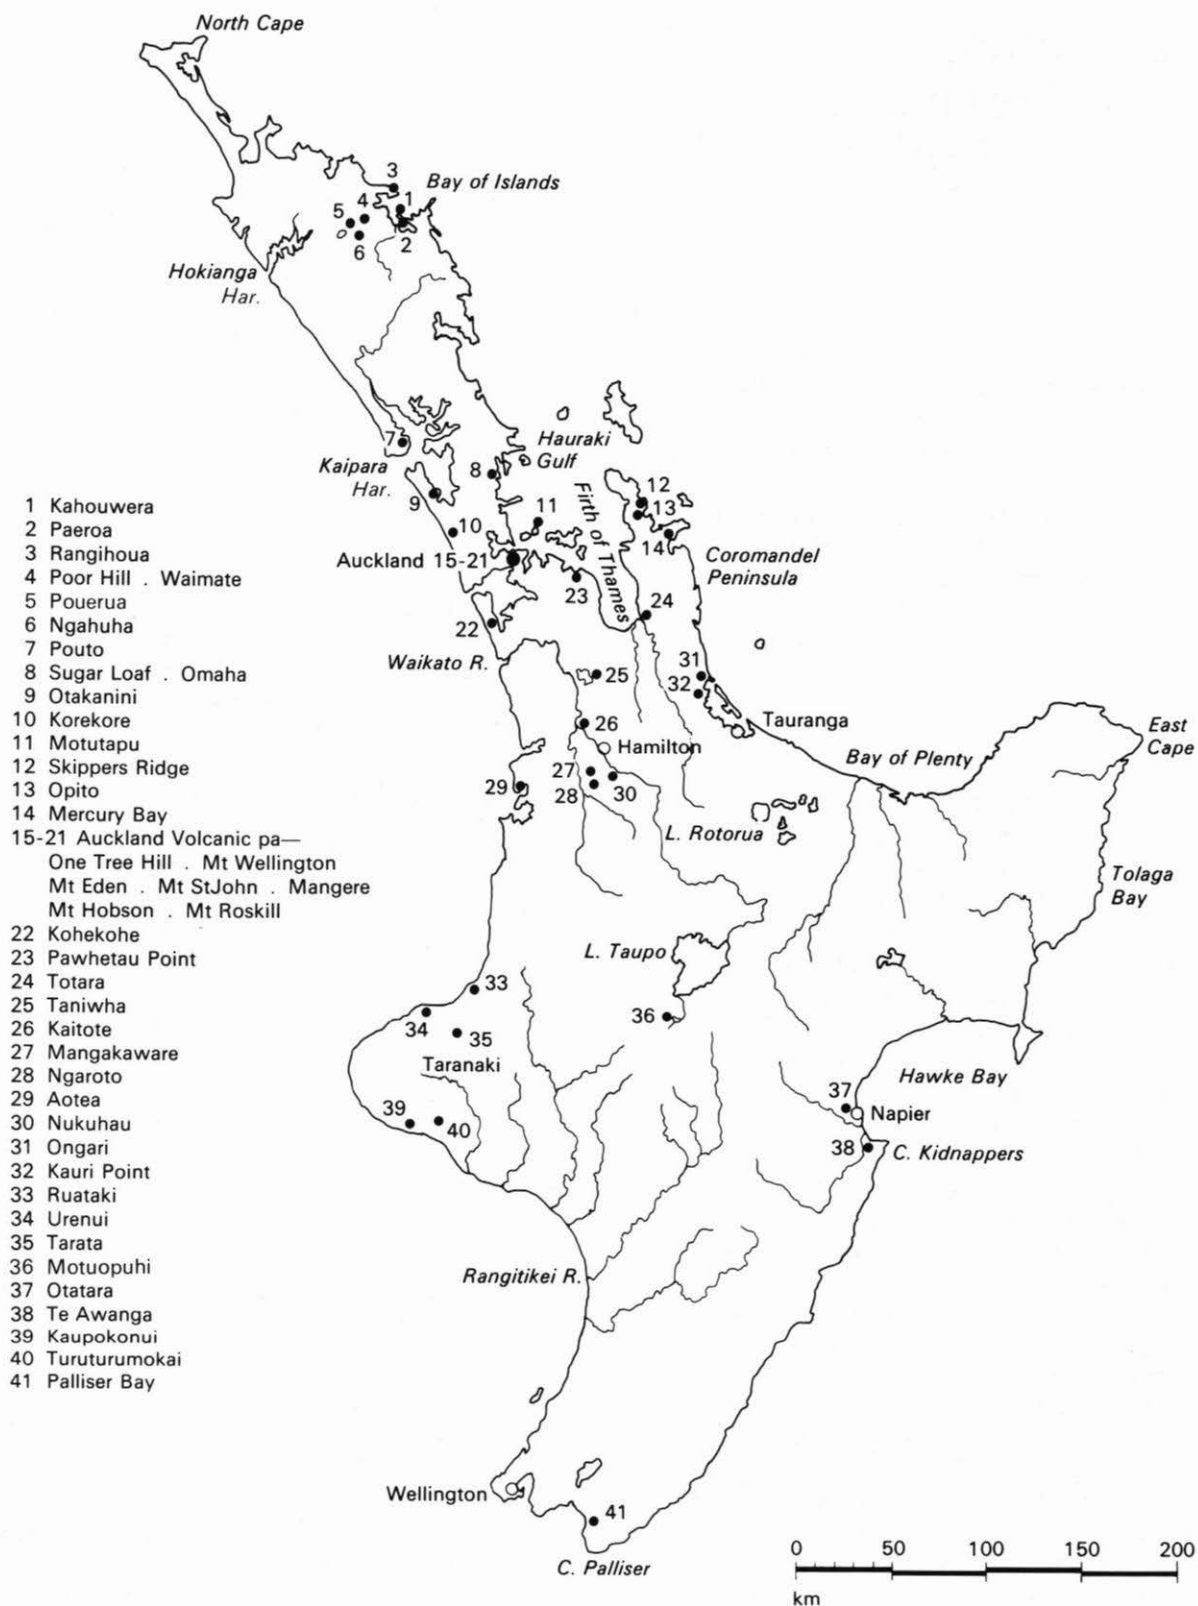 North Cape
3
Bay of Islands
1
4
5
2
6
Hokianga
Har.
7
Kaipara
Har.
8
Hauraki
Gulf
9
10
11
Firth of Thames
12
13
14
Coromandel
Peninsula
Auckland 15-21
23
24
22
Waikato R.
25
31
32
Tauranga
26
Hamilton
27
28
30
29
Bay of Plenty
East
Cape
L. Rotorua
Tolaga
Bay
L. Taupo
33
34
35
36
Taranaki
Hawke Bay
37
Napier
39
40
38
C. Kidnappers
Rangitikei R.
Wellington
41
C. Palliser
1 Kahouwera
2 Paeroa
3 Rangihoua
4 Poor Hill . Waimate
5 Pouerua
6 Ngahuha
7 Pouto
8 Sugar Loaf . Omaha
9 Otakanini
10 Korekore
11 Motutapu
12 Skippers Ridge
13 Opito
14 Mercury Bay
15-21 Auckland Volcanic pa—
One Tree Hill . Mt Wellington
Mt Eden . Mt StJohn . Mangere
Mt Hobson . Mt Roskill
22 Kohekohe
23 Pawhetau Point
24 Totara
25 Taniwha
26 Kaitote
27 Mangakaware
28 Ngaroto
29 Aotea
30 Nukuhau
31 Ongari
32 Kauri Point
33 Ruataki
34 Urenui
35 Tarata
36 Motuopuhi
37 Otatara
38 Te Awanga
39 Kaupokonui
40 Turuturumokai
41 Palliser Bay
0 50 100 150 200
km